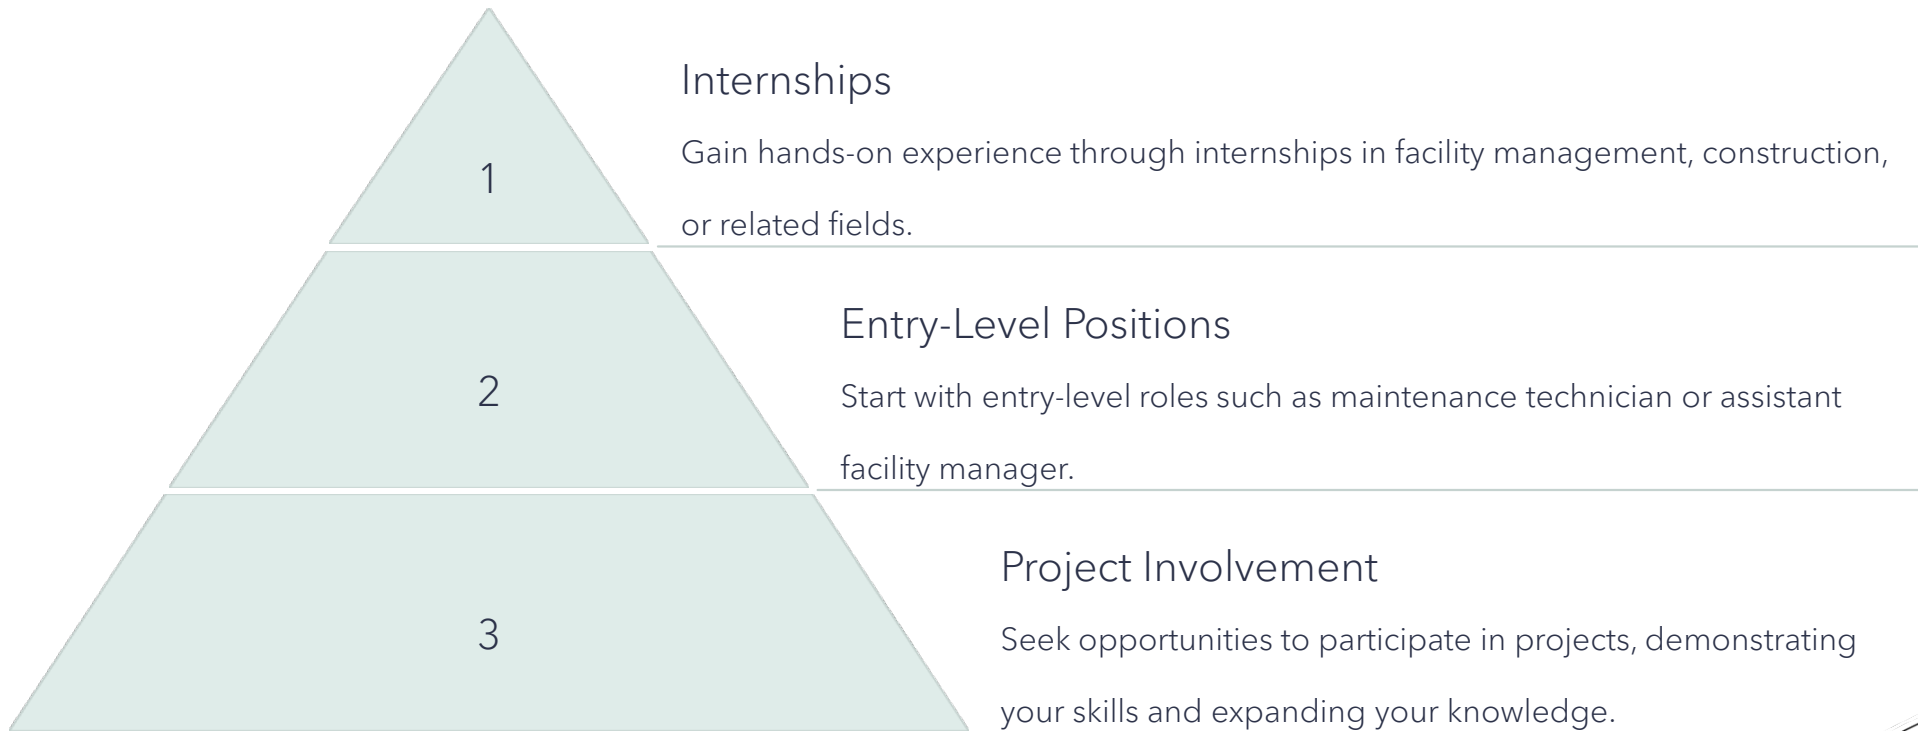 Internships
Gain hands-on experience through internships in facility management, construction,
or related fields.
1
Entry-Level Positions
Start with entry-level roles such as maintenance technician or assistant
facility manager.
2
Project Involvement
Seek opportunities to participate in projects, demonstrating
your skills and expanding your knowledge.
3